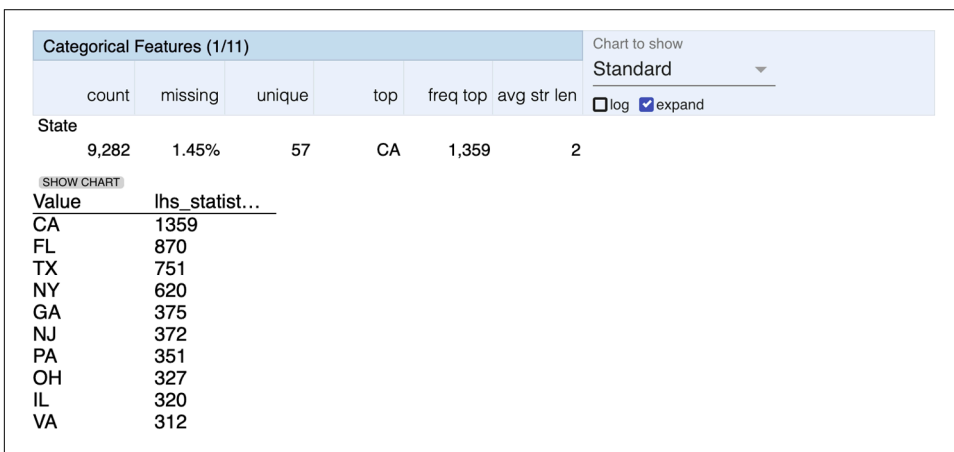 Categorical Features (1/11)
Chart to show
Standard
count missing unique top freq top avg str len
log expand
State
9,282 1.45% 57 CA 1,359 2
SHOW CHART
Value lhs_statist...
CA 1359
FL 870
TX 751
NY 620
GA 375
NJ 372
PA 351
OH 327
IL 320
VA 312